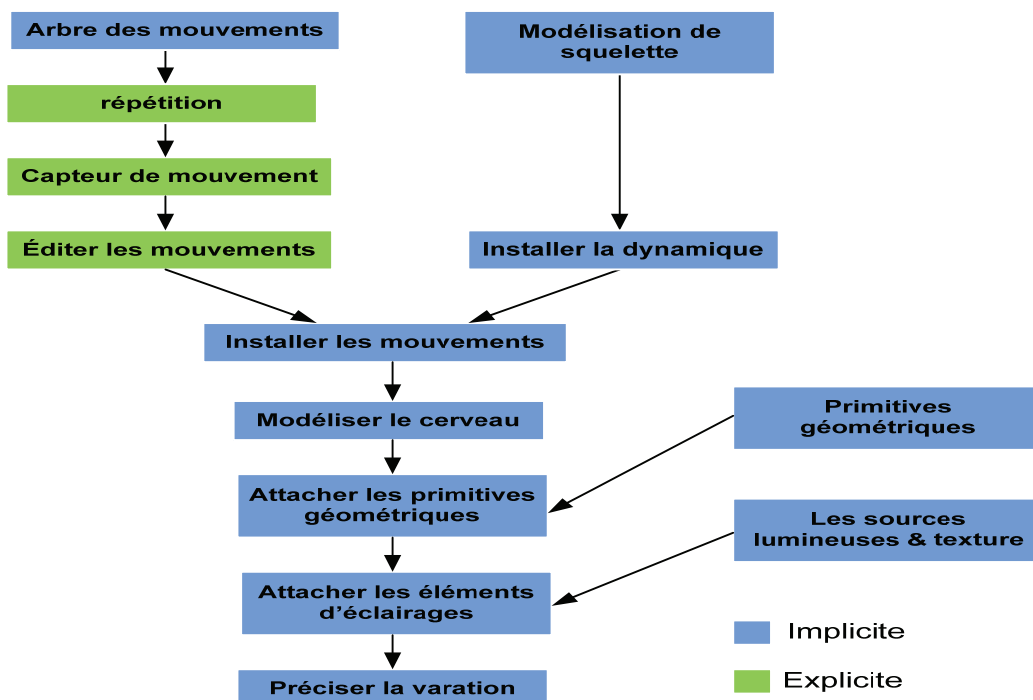 Arbre des mouvements
Modélisation de
squelette
répétition
Capteur de mouvement
Éditer les mouvements
Installer la dynamique
Installer les mouvements
Modéliser le cerveau
Primitives
géométriques
Attacher les primitives
géométriques
Les sources
lumineuses & texture
Attacher les éléments
d'éclairages
Implicite
Préciser la varation
Explicite